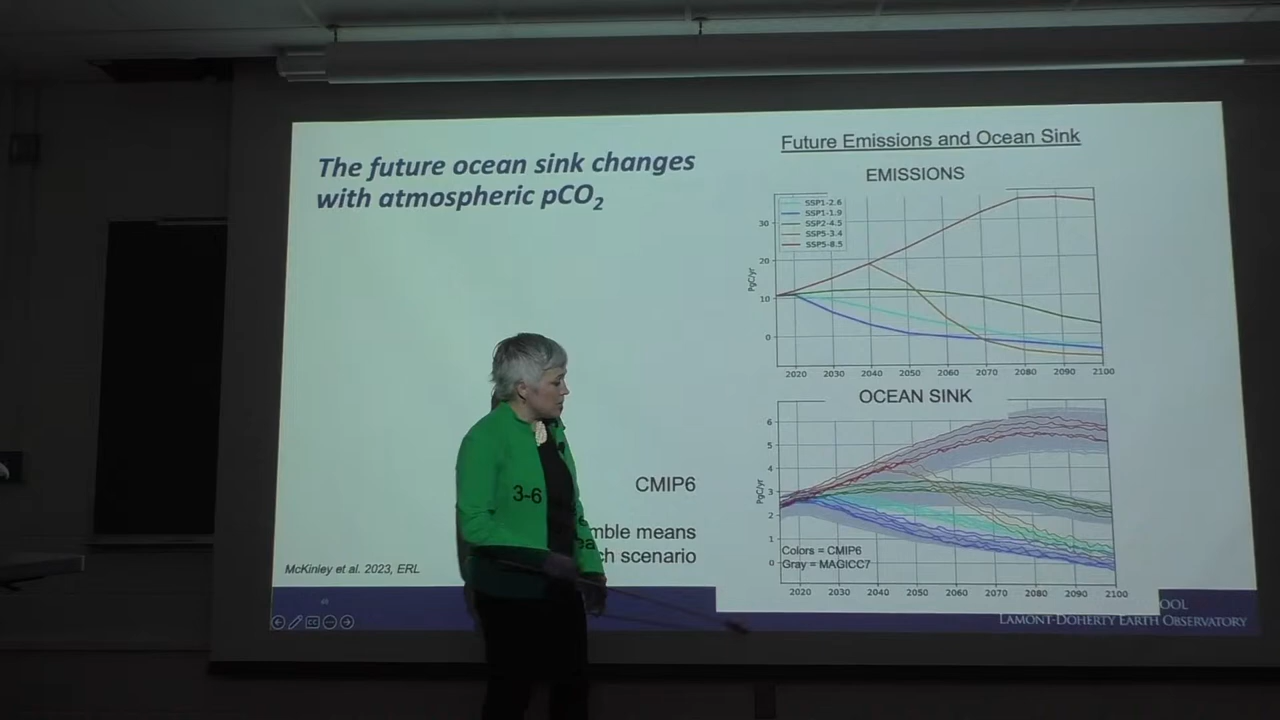 The future ocean sink changes
with atmospheric pCO2
Future Emissions and Ocean Sink
EMISSIONS
SSP1-2.6
SSP1-1.9
SSP2-4.5
SSP5-3.4
SSP5-8.5
PgC/yr
30
20
10
0
2020 2030 2040 2050 2060 2070 2080 2090 2100
OCEAN SINK
PgC/yr
6
5
4
3
2
1
0
Colors = CMIP6
Gray = MAGICC7
2020 2030 2040 2050 2060 2070 2080 2090 2100
CMIP6
3-6
mble means
ch scenario
McKinley et al. 2023, ERL
OOL
LAMONT-DOHERTY EARTH OBSERVATORY